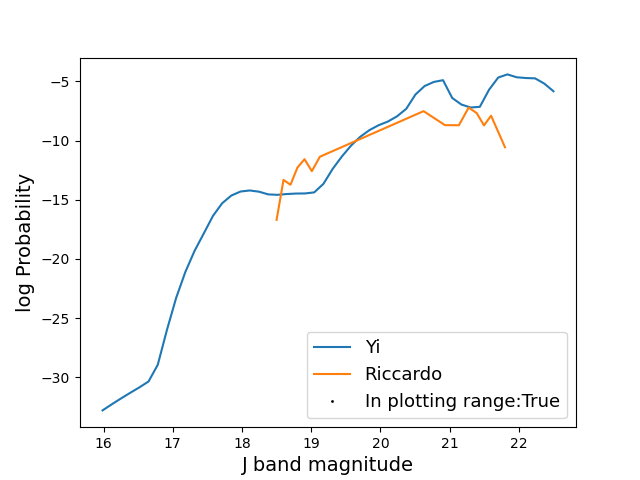 −5
−10
−15
−20
−25
−30
log Probability
Yi
Riccardo
In plotting range:True
16 17 18 19 20 21 22
J band magnitude